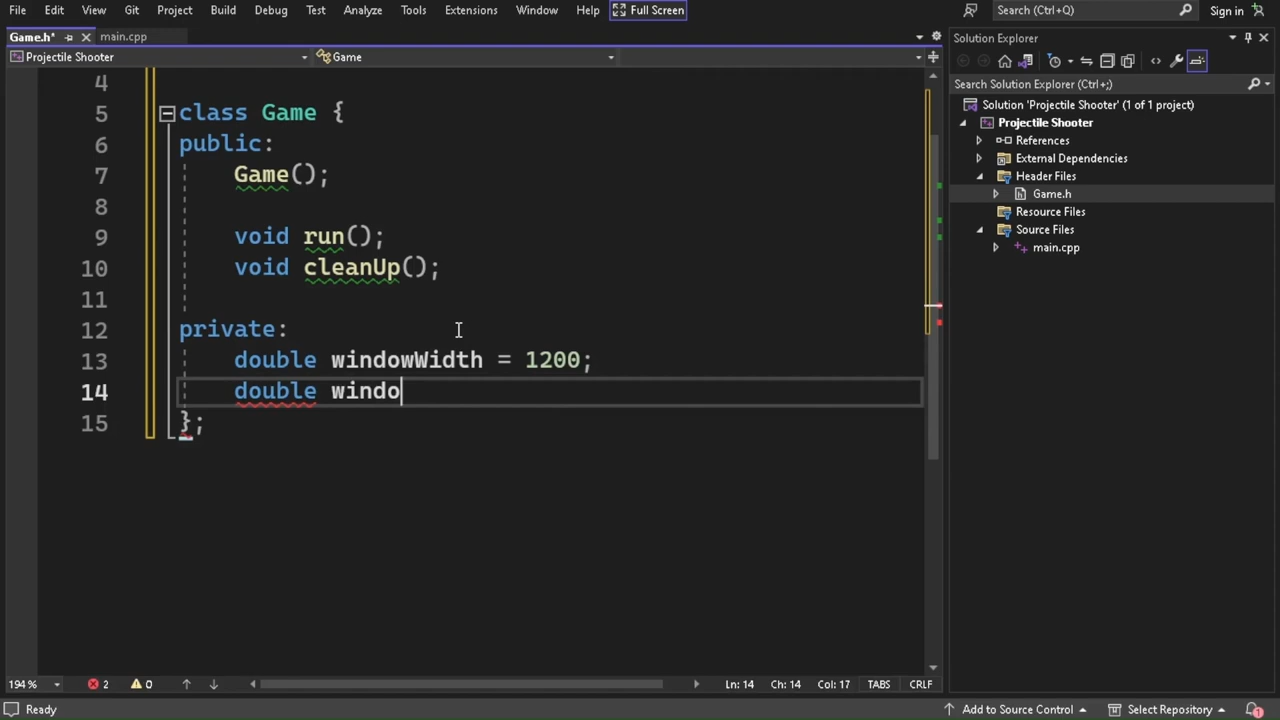 File Edit View Git Project Build Debug Test Analyze Tools Extensions Window Help Full Screen Search (Ctrl+Q) Sign in
Game.h* main.cpp
Projectile Shooter Game
4
5 class Game {
6 public:
7 Game();
8
9 void run();
10 void cleanUp();
11
12 private:
13 double windowWidth = 1200;
14 double windo
15 };
Solution Explorer
Search Solution Explorer (Ctrl+;)
Solution 'Projectile Shooter' (1 of 1 project)
Projectile Shooter
References
External Dependencies
Header Files
Game.h
Resource Files
Source Files
main.cpp
194 % 2 0 Ln: 14 Ch: 14 Col: 17 TABS CRLF
Ready Add to Source Control Select Repository 1